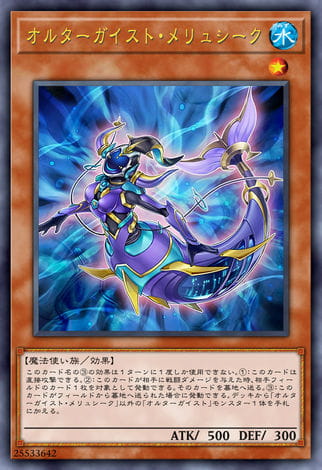 オルターガイスト・メリュシーク
水
【魔法使い族／効果】
このカード名の③の効果は１ターンに１度しか使用できない。①：このカードは
直接攻撃できる。②：このカードが相手に戦闘ダメージを与えた時、相手フィー
ルドのカード１枚を対象として発動できる。そのカードを墓地へ送る。③：この
カードがフィールドから墓地へ送られた場合に発動できる。デッキから「オルタ
ーガイスト・メリュシーク」以外の「オルターガイスト」モンスター１体を手札
に加える。
ATK/ 500 DEF/ 300
25533642